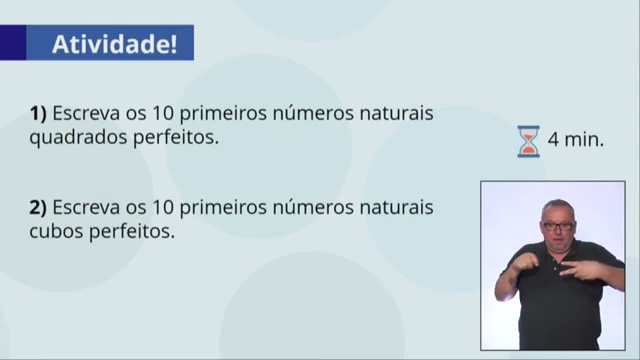 Atividade!
1) Escreva os 10 primeiros números naturais
quadrados perfeitos.
4 min.
2) Escreva os 10 primeiros números naturais
cubos perfeitos.